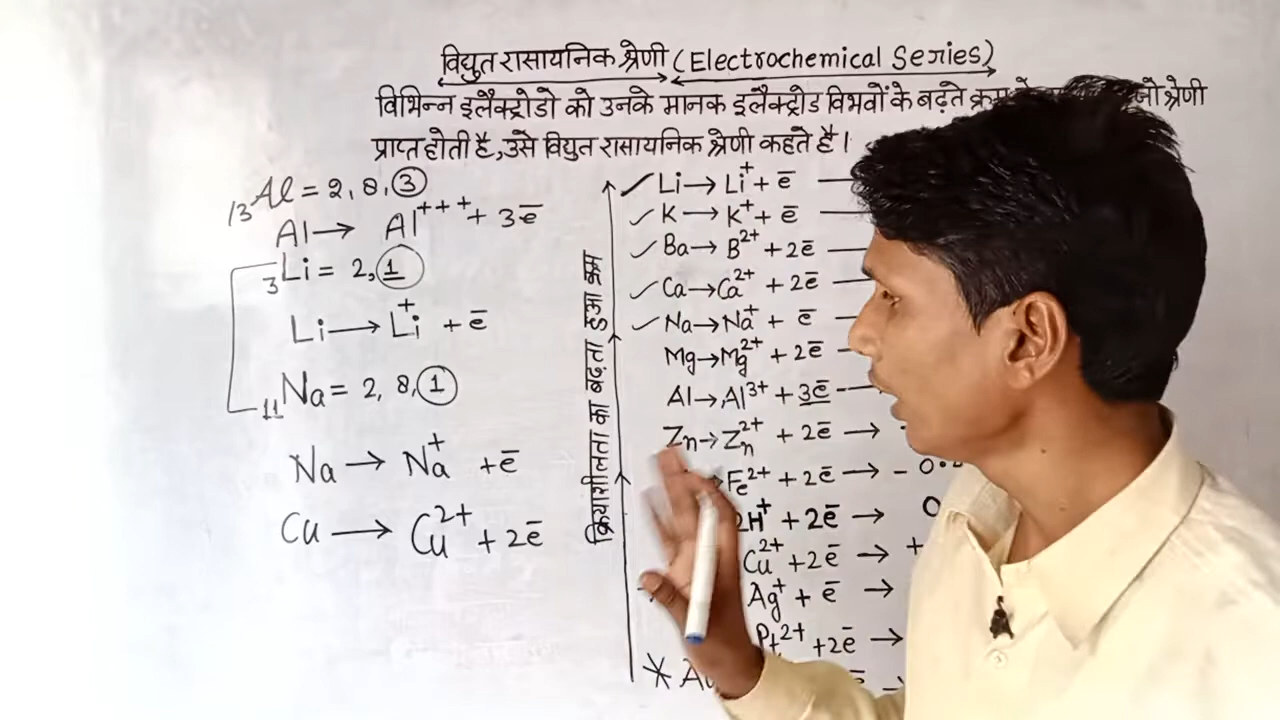 विद्युत रासायनिक श्रेणी (Electrochemical Series)
विभिन्न इलैक्ट्रोडो को उनके मानक इलैक्ट्रोड विभवों के बढ़ते जो श्रेणी
प्राप्त होती है, उसे विद्युत रासायनिक श्रेणी कहते है।
₁₃Al = 2, 8, 3
Al → Al⁺⁺⁺ + 3e̅
₃Li = 2, 1
Li → Li⁺ + e̅
₁₁Na = 2, 8, 1
Na → Na⁺ + e̅
Cu → Cu²⁺ + 2e̅
क्रियाशीलता का बढ़ता हुआ क्रम
✓ Li → Li⁺ + e̅ —
✓ K → K⁺ + e̅ —
✓ Ba → B²⁺ + 2e̅ —
✓ Ca → Ca²⁺ + 2e̅ —
✓ Na → Na⁺ + e̅ —
Mg → Mg²⁺ + 2e̅ —
Al → Al³⁺ + 3e̅ -
Zn → Zn²⁺ + 2e̅ → -
→ Fe²⁺ + 2e̅ → - 0.
2H⁺ + 2e̅ → 0
Cu²⁺ + 2e̅ → +
Ag⁺ + e̅ →
Pt²⁺ + 2e̅ →